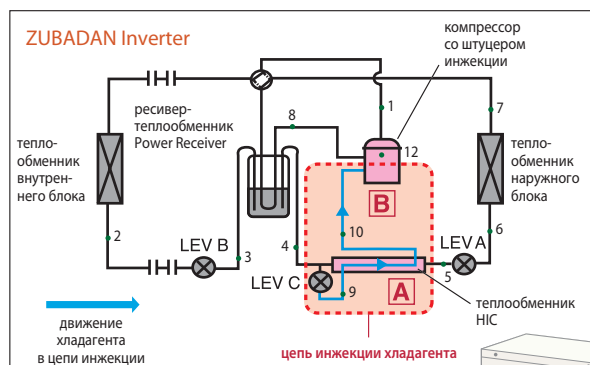 ZUBADAN Inverter
компрессор
со штуцером
инжекции
ресивер-
теплообменник
Power Receiver
1
8
7
12
тепло-
обменник
внутрен-
него блока
тепло-
обменник
наружного
блока
B
2
LEV B
3
4
10
6
LEV A
5
LEV C
9
A
теплообменник
HIC
движение
хладагента
в цепи инжекции
цепь инжекции хладагента